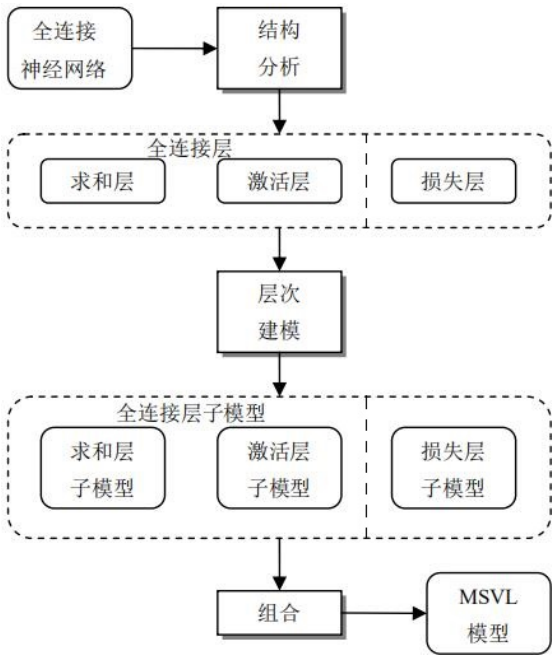 全连接
神经网络
结构
分析
全连接层
求和层
激活层
损失层
层次
建模
全连接层子模型
求和层
子模型
激活层
子模型
损失层
子模型
组合
MSVL
模型